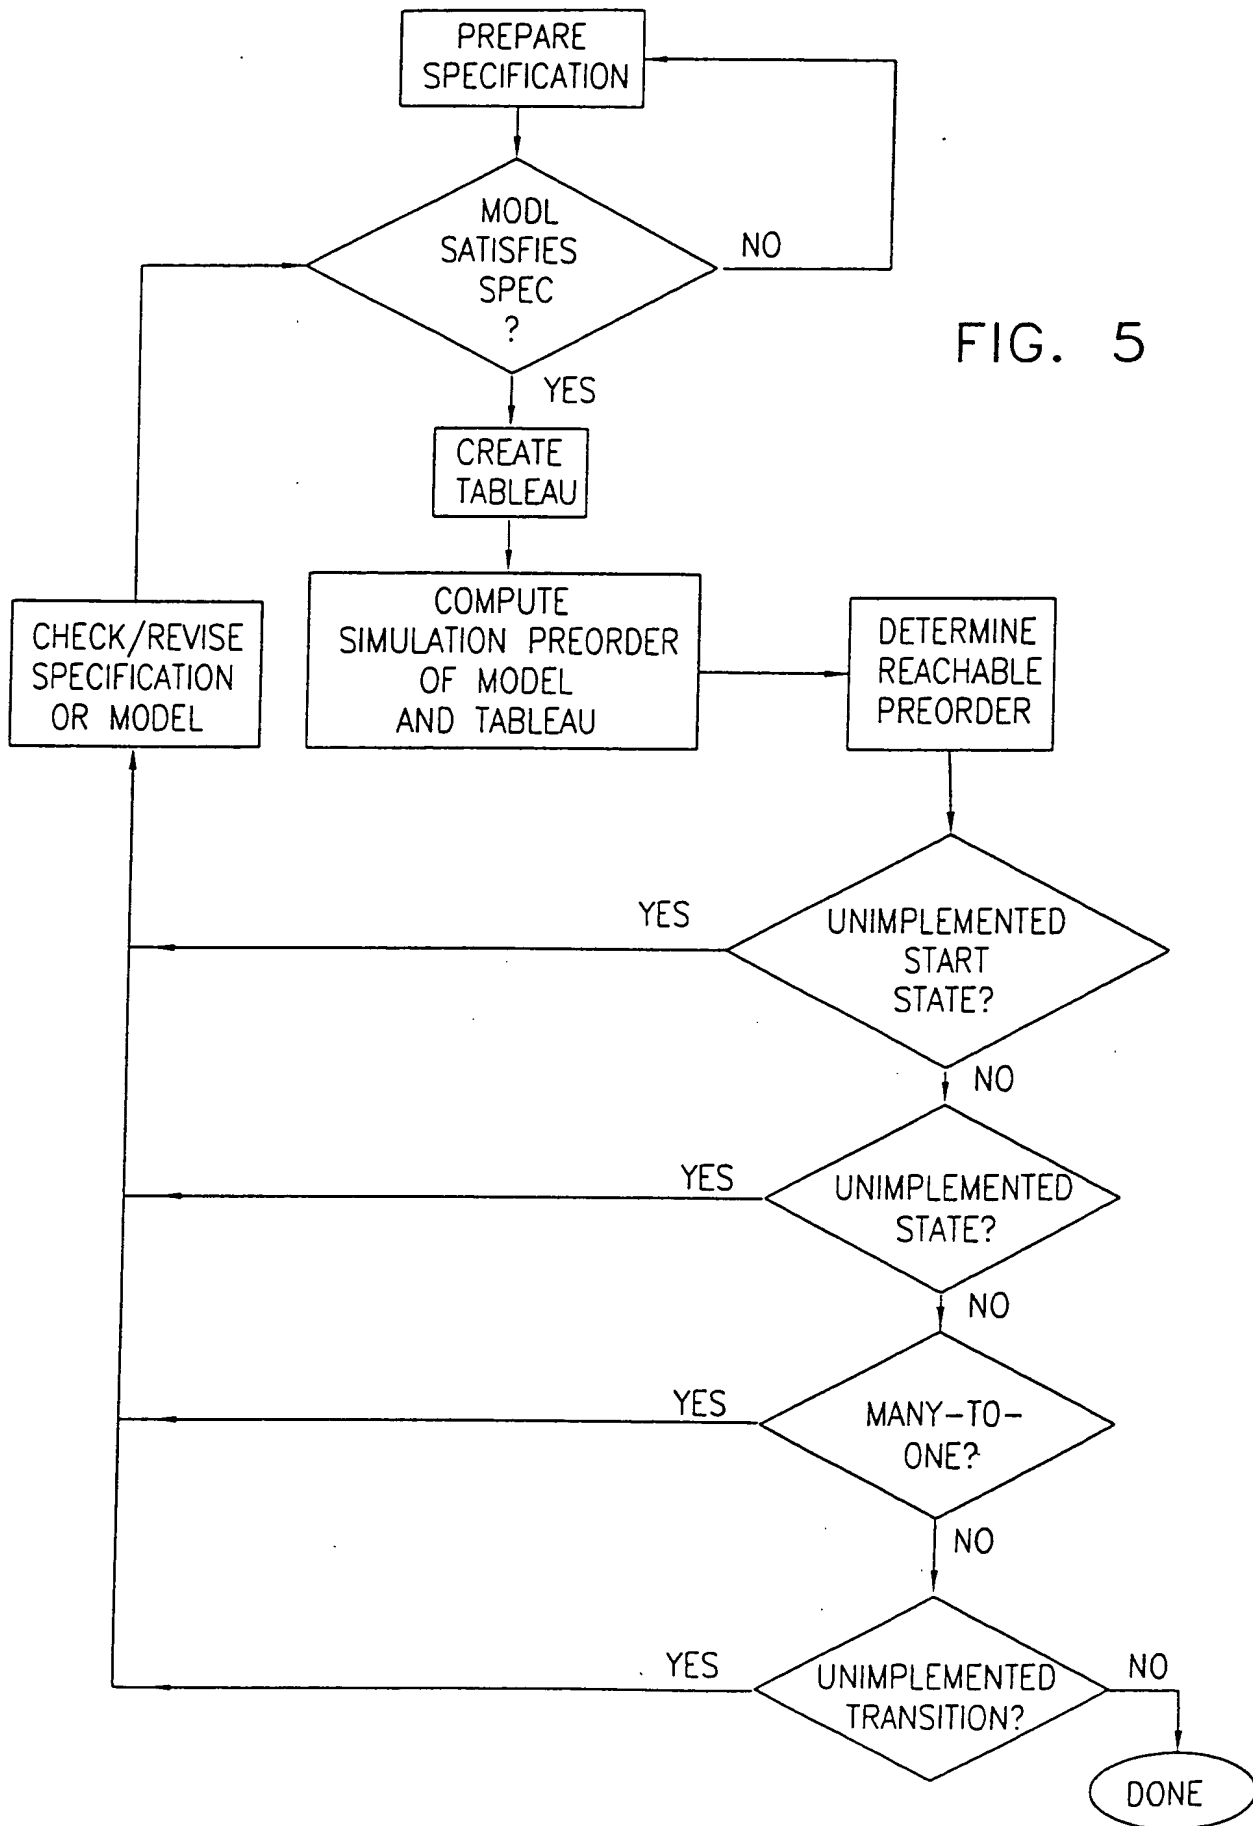 PREPARE
SPECIFICATION
MODL
SATISFIES
SPEC
?
NO
FIG. 5
YES
CREATE
TABLEAU
COMPUTE
SIMULATION PREORDER
OF MODEL
AND TABLEAU
DETERMINE
REACHABLE
PREORDER
CHECK/REVISE
SPECIFICATION
OR MODEL
YES
UNIMPLEMENTED
START
STATE?
NO
YES
UNIMPLEMENTED
STATE?
NO
YES
MANY-TO-
ONE?
NO
YES
UNIMPLEMENTED
TRANSITION?
NO
DONE